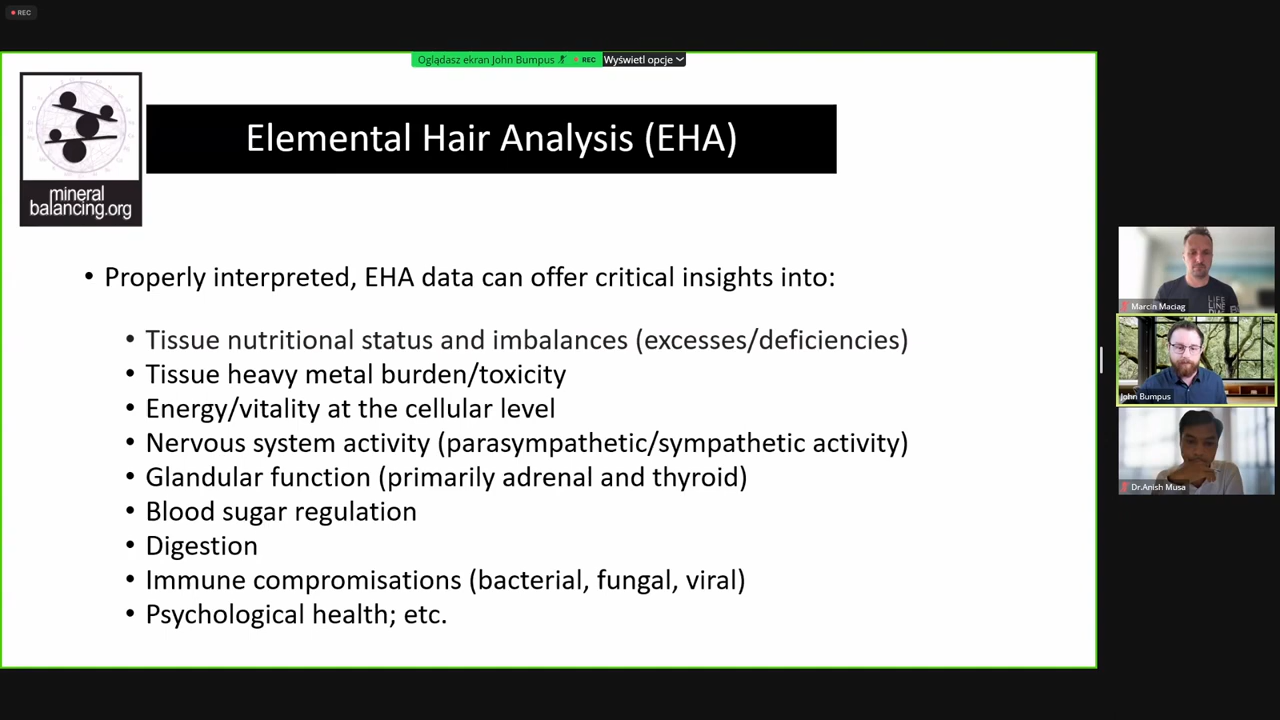 REC
Oglądasz ekran John Bumpus
REC
Wyświetl opcje
mineral
balancing.org
Elemental Hair Analysis (EHA)
• Properly interpreted, EHA data can offer critical insights into:
• Tissue nutritional status and imbalances (excesses/deficiencies)
• Tissue heavy metal burden/toxicity
• Energy/vitality at the cellular level
• Nervous system activity (parasympathetic/sympathetic activity)
• Glandular function (primarily adrenal and thyroid)
• Blood sugar regulation
• Digestion
• Immune compromisations (bacterial, fungal, viral)
• Psychological health; etc.
LIFE
LINE
Marcin Maciag
John Bumpus
Dr.Anish Musa